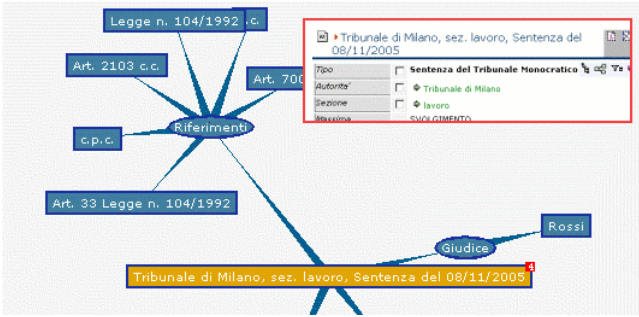 Legge n. 104/1992
.c.
Tribunale di Milano, sez. lavoro, Sentenza del
08/11/2005
Art. 2103 c.c.
Art. 700
Tipo
Sentenza del Tribunale Monocratico
Autorita'
Tribunale di Milano
Sezione
lavoro
Massima
SVOLGIMENTO
Riferimenti
c.p.c.
Art. 33 Legge n. 104/1992
Rossi
Giudice
Tribunale di Milano, sez. lavoro, Sentenza del 08/11/2005
4